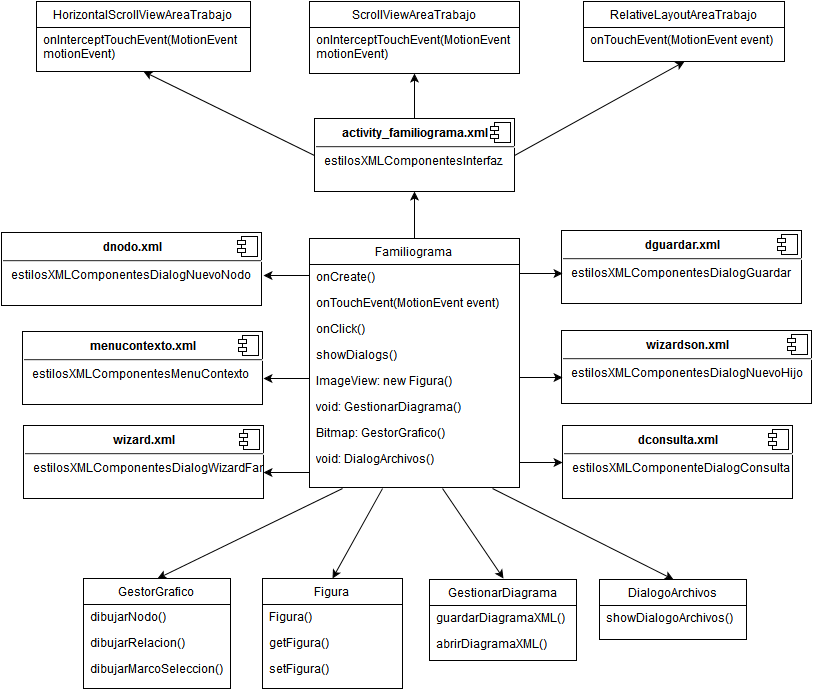 HorizontalScrollViewAreaTrabajo
onInterceptTouchEvent(MotionEvent
motionEvent)
ScrollViewAreaTrabajo
onInterceptTouchEvent(MotionEvent
motionEvent)
RelativeLayoutAreaTrabajo
onTouchEvent(MotionEvent event)
activity_familiograma.xml
estilosXMLComponentesInterfaz
dnodo.xml
estilosXMLComponentesDialogNuevoNodo
menucontexto.xml
estilosXMLComponentesMenuContexto
wizard.xml
estilosXMLComponentesDialogWizardFar
Familiograma
onCreate()
onTouchEvent(MotionEvent event)
onClick()
showDialogs()
ImageView: new Figura()
void: GestionarDiagrama()
Bitmap: GestorGrafico()
void: DialogArchivos()
dguardar.xml
estilosXMLComponentesDialogGuardar
wizardson.xml
estilosXMLComponentesDialogNuevoHijo
dconsulta.xml
estilosXMLComponenteDialogConsulta
GestorGrafico
dibujarNodo()
dibujarRelacion()
dibujarMarcoSeleccion()
Figura
Figura()
getFigura()
setFigura()
GestionarDiagrama
guardarDiagramaXML()
abrirDiagramaXML()
DialogoArchivos
showDialogoArchivos()